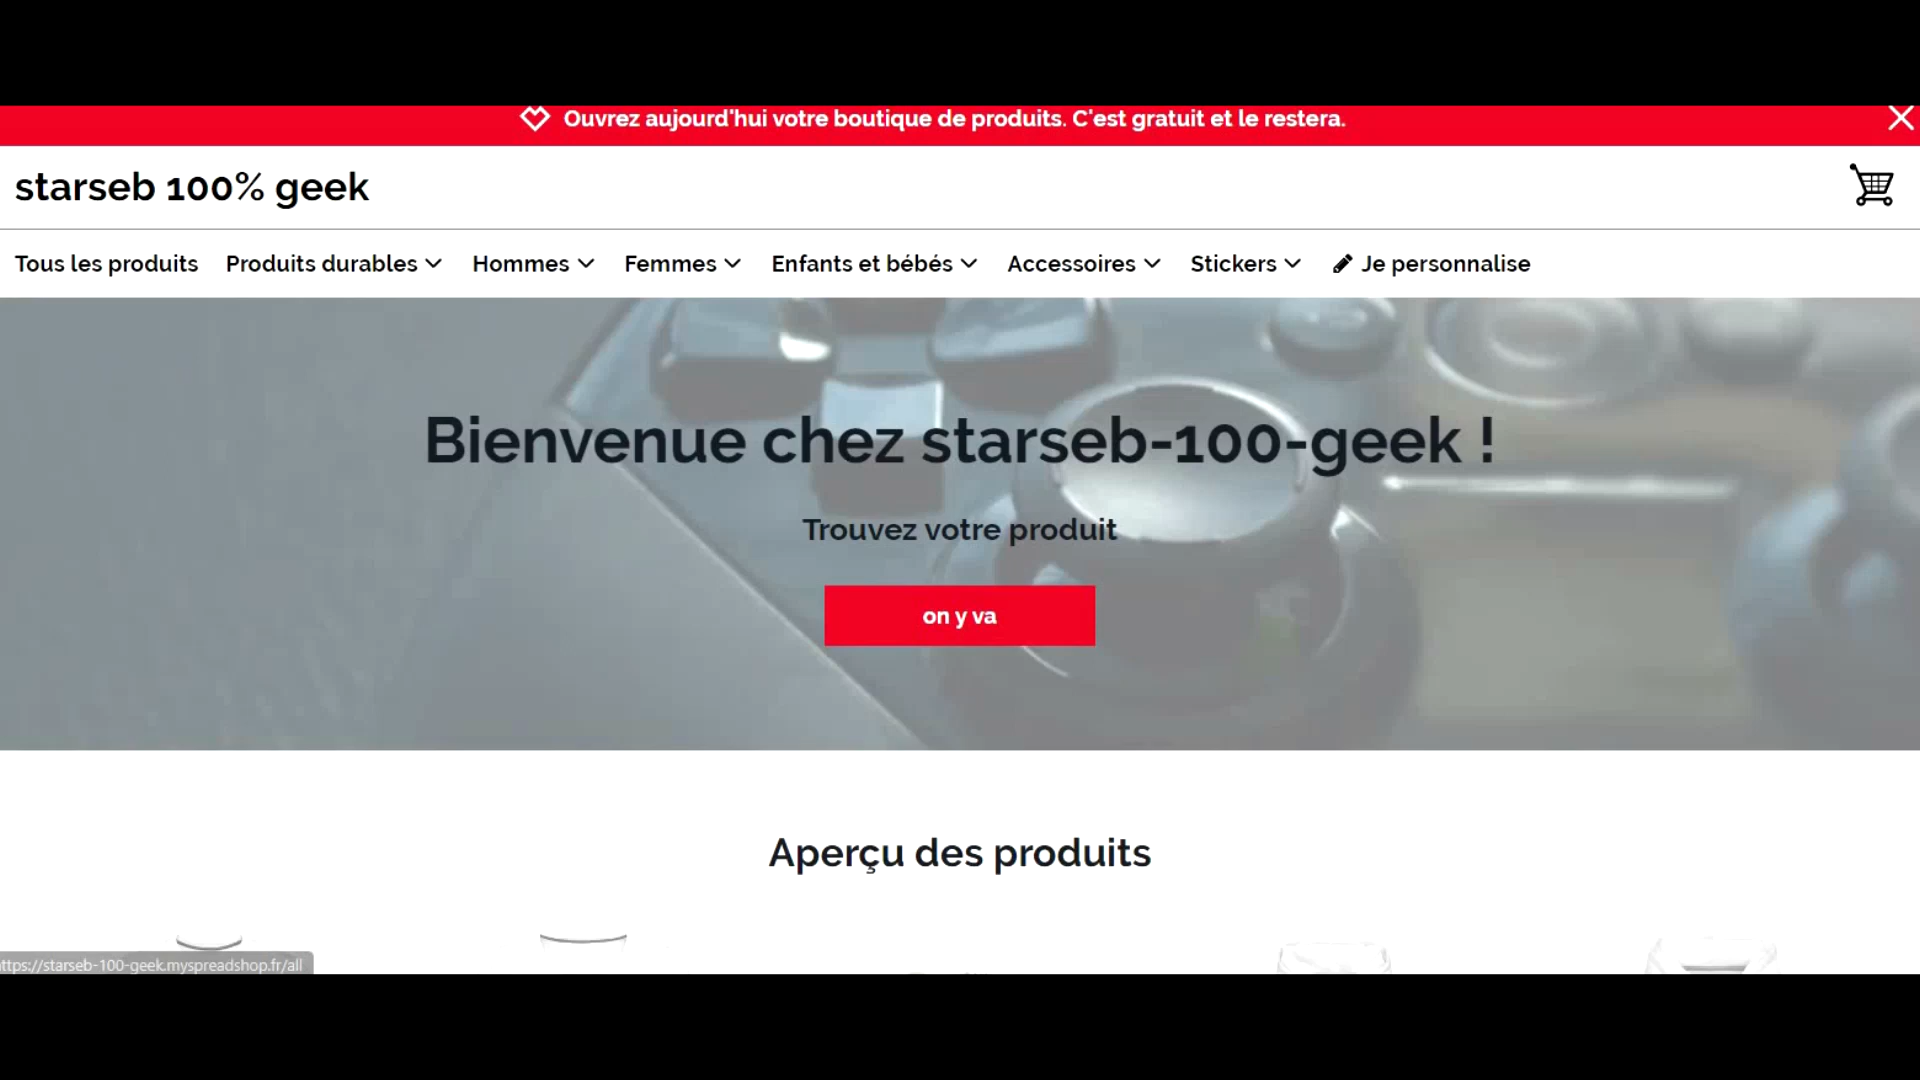 Ouvrez aujourd'hui votre boutique de produits. C'est gratuit et le restera.
starseb 100% geek
Tous les produits Produits durables Hommes Femmes Enfants et bébés Accessoires Stickers Je personnalise
Bienvenue chez starseb-100-geek !
Trouvez votre produit
on y va
Aperçu des produits
ttps://starseb-100-geek.myspreadshop.fr/all